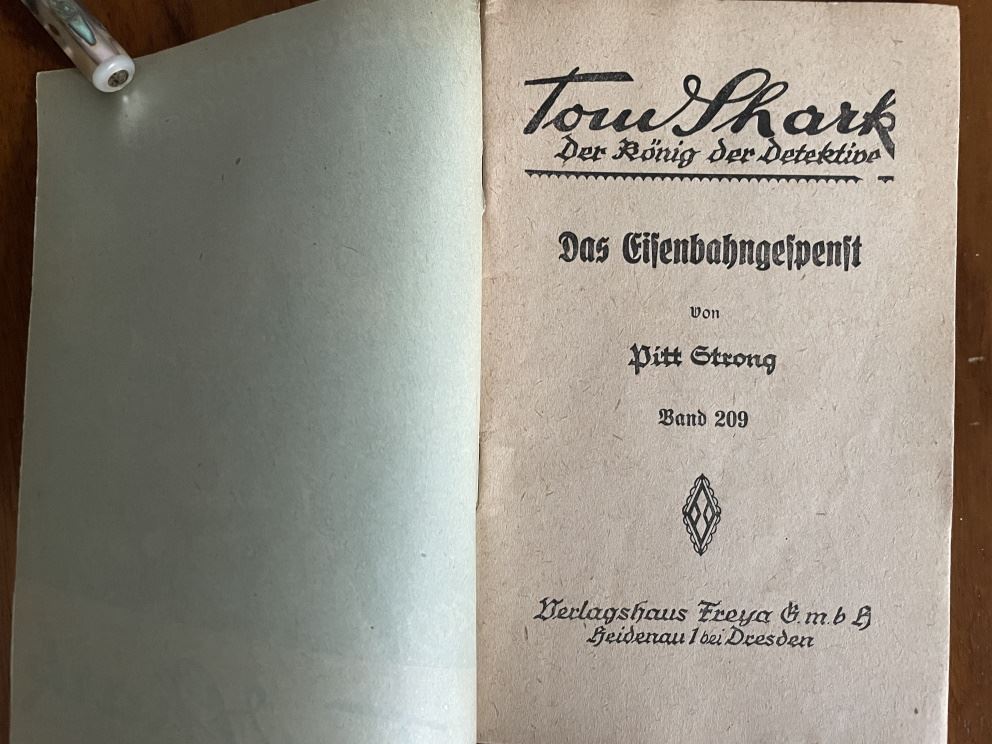 Tom Shark
Der König der Detektive
Das Eisenbahngespenst
von
Pitt Strong
Band 209
Verlagshaus Freya G.m.b H
Heidenau 1 bei Dresden